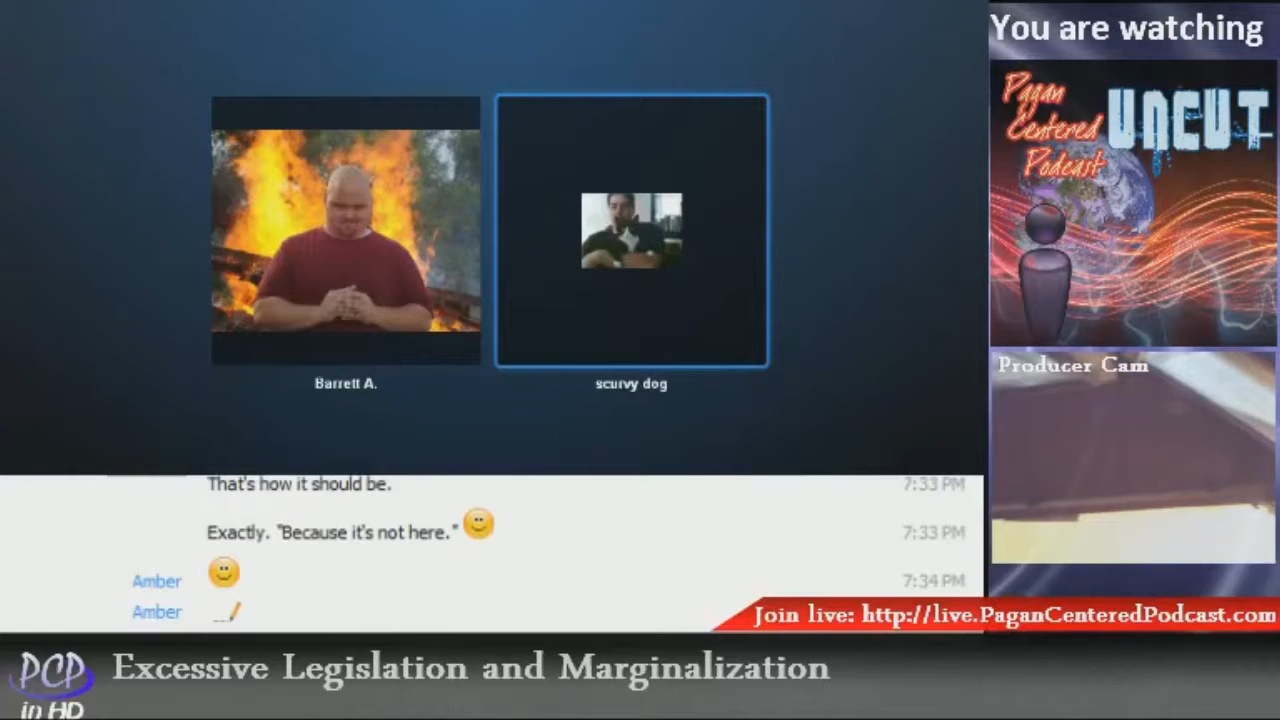 You are watching
Pagan
Centered
Podcast
UNCUT
Barrett A.
scurvy dog
Producer Cam
That's how it should be. 7:33 PM
Exactly. "Because it's not here." 7:33 PM
Amber 7:34 PM
Amber
Join live: http://live.PaganCenteredPodcast.com
PCP
in HD
Excessive Legislation and Marginalization